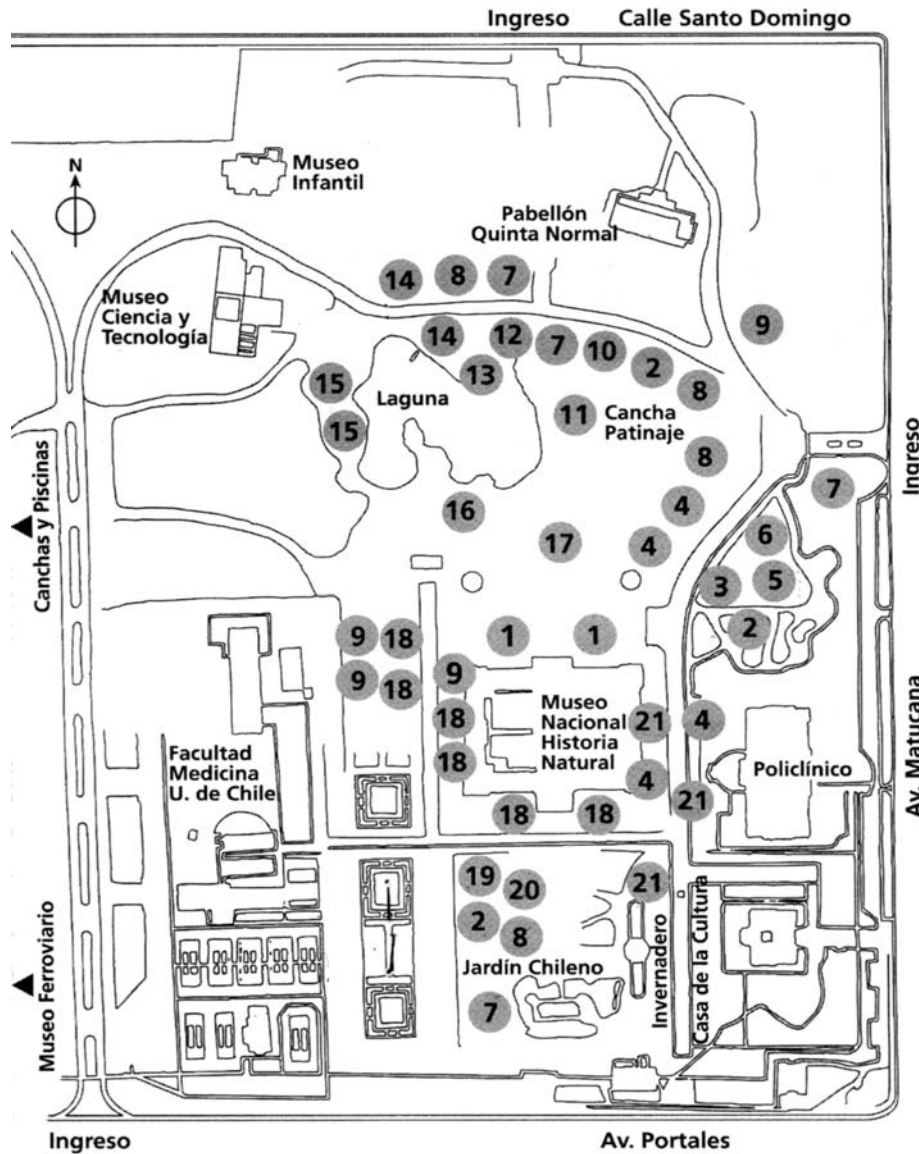 Ingreso
Calle Santo Domingo
N
Museo
Infantil
Pabellón
Quinta Normal
Museo
Ciencia y
Tecnología
14
8
7
9
14
12
7
10
2
8
13
15
Laguna
11
Cancha
Patinaje
15
8
Ingreso
Canchas y Piscinas
16
4
7
17
4
6
3
5
2
9
18
1
1
9
18
9
Museo
Nacional
Historia
Natural
18
21
4
Av. Matucana
Facultad
Medicina
U. de Chile
18
4
Policlínico
21
18
18
19
20
21
2
8
Jardín Chileno
Invernadero
Casa de la Cultura
7
Museo Ferroviario
Ingreso
Av. Portales